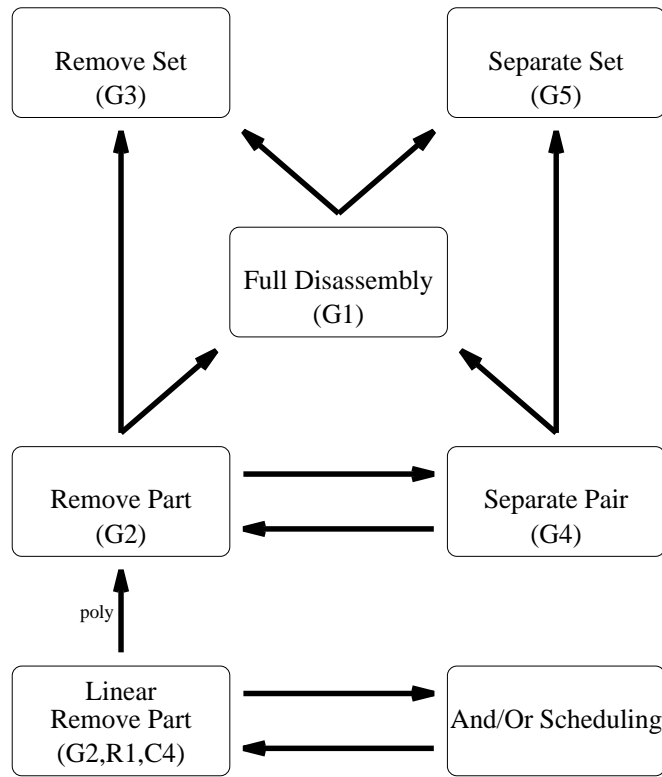 Remove Set
(G3)
Separate Set
(G5)
Full Disassembly
(G1)
Remove Part
(G2)
Separate Pair
(G4)
poly
Linear
Remove Part
(G2,R1,C4)
And/Or Scheduling